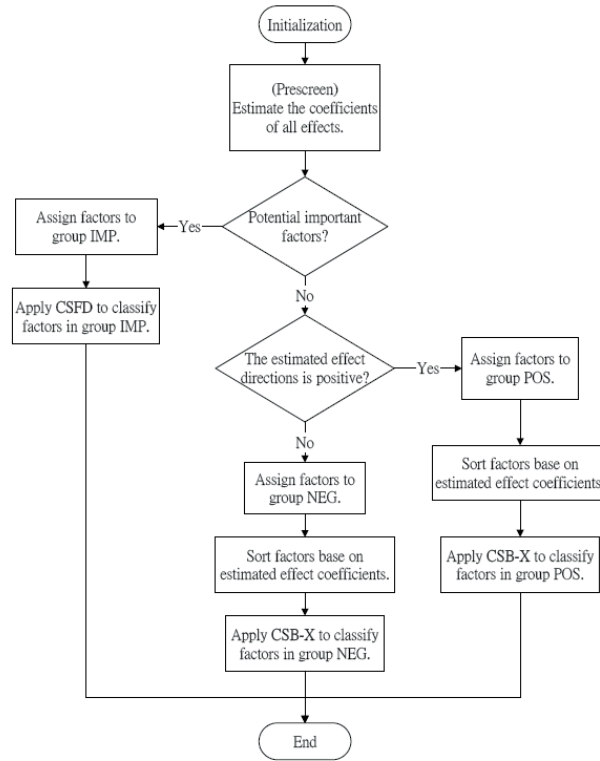 Initialization
(Prescreen)
Estimate the coefficients
of all effects.
Potential important
factors?
Yes
Assign factors to
group IMP.
Apply CSFD to classify
factors in group IMP.
No
The estimated effect
directions is positive?
Yes
Assign factors to
group POS.
Sort factors base on
estimated effect coefficients
Apply CSB-X to classify
factors in group POS.
No
Assign factors to
group NEG.
Sort factors base on
estimated effect coefficients.
Apply CSB-X to classify
factors in group NEG.
End